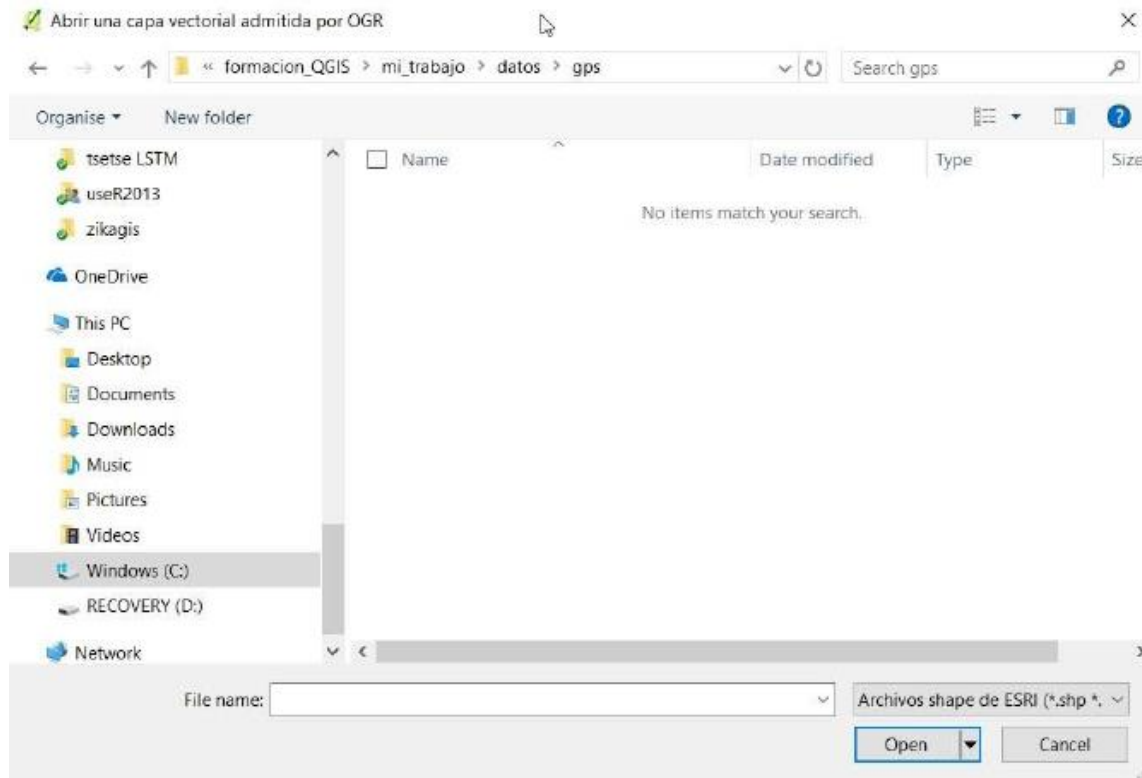 Abrir una capa vectorial admitida por OGR
« formacion_QGIS > mi_trabajo > datos > gps
Search gps
Organise
New folder
Name
Date modified
Type
Size
No items match your search.
tsetse LSTM
useR2013
zikagis
OneDrive
This PC
Desktop
Documents
Downloads
Music
Pictures
Videos
Windows (C:)
RECOVERY (D:)
Network
File name:
Archivos shape de ESRI (*.shp *.
Open
Cancel